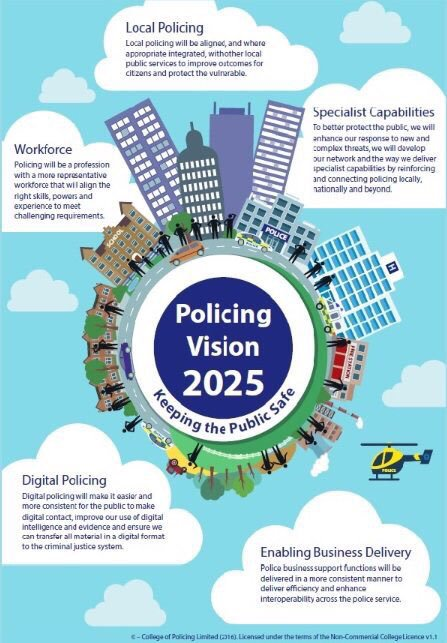 Local Policing
Local policing will be aligned, and where
appropriate integrated, withother local
public services to improve outcomes for
citizens and protect the vulnerable.
Specialist Capabilities
To better protect the public, we will
enhance our response to new and
complex threats, we will develop
our network and the way we deliver
specialist capabilities by reinforcing
and connecting policing locally,
nationally and beyond.
Workforce
Policing will be a profession
with a more representative
workforce that will align the
right skills, powers and
experience to meet
challenging requirements.
SCHOOL
POLICE
H
FIRE STATION
Policing
Vision
2025
Keeping the Public Safe
POLICE
Digital Policing
Digital policing will make it easier and
more consistent for the public to make
digital contact, improve our use of digital
intelligence and evidence and ensure we
can transfer all material in a digital format
to the criminal justice system.
Enabling Business Delivery
Police business support functions will be
delivered in a more consistent manner to
deliver efficiency and enhance
interoperability across the police service.
© – College of Policing Limited (2016). Licensed under the terms of the Non-Commercial College Licence v1.1